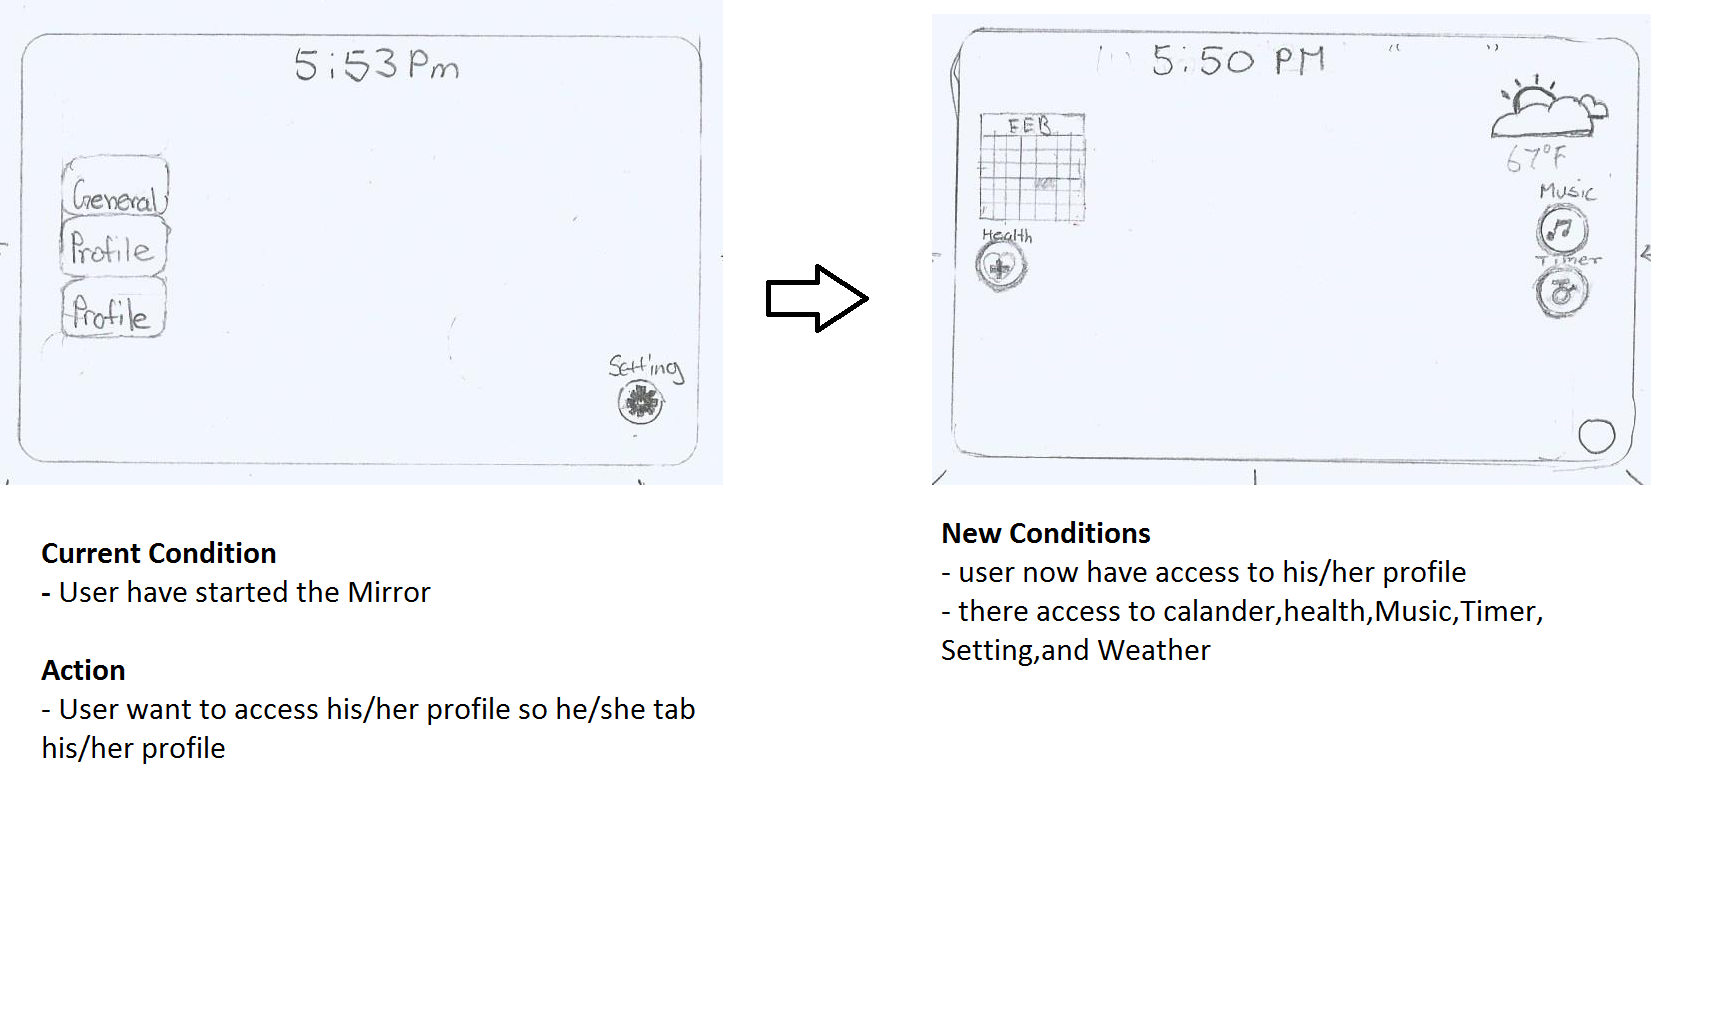 5:53 Pm
General
Profile
Profile
Setting
5:50 PM
FEB
67°F
Music
Health
Timer
Current Condition
- User have started the Mirror
Action
- User want to access his/her profile so he/she tab
his/her profile
New Conditions
- user now have access to his/her profile
- there access to calander,health,Music,Timer,
Setting,and Weather